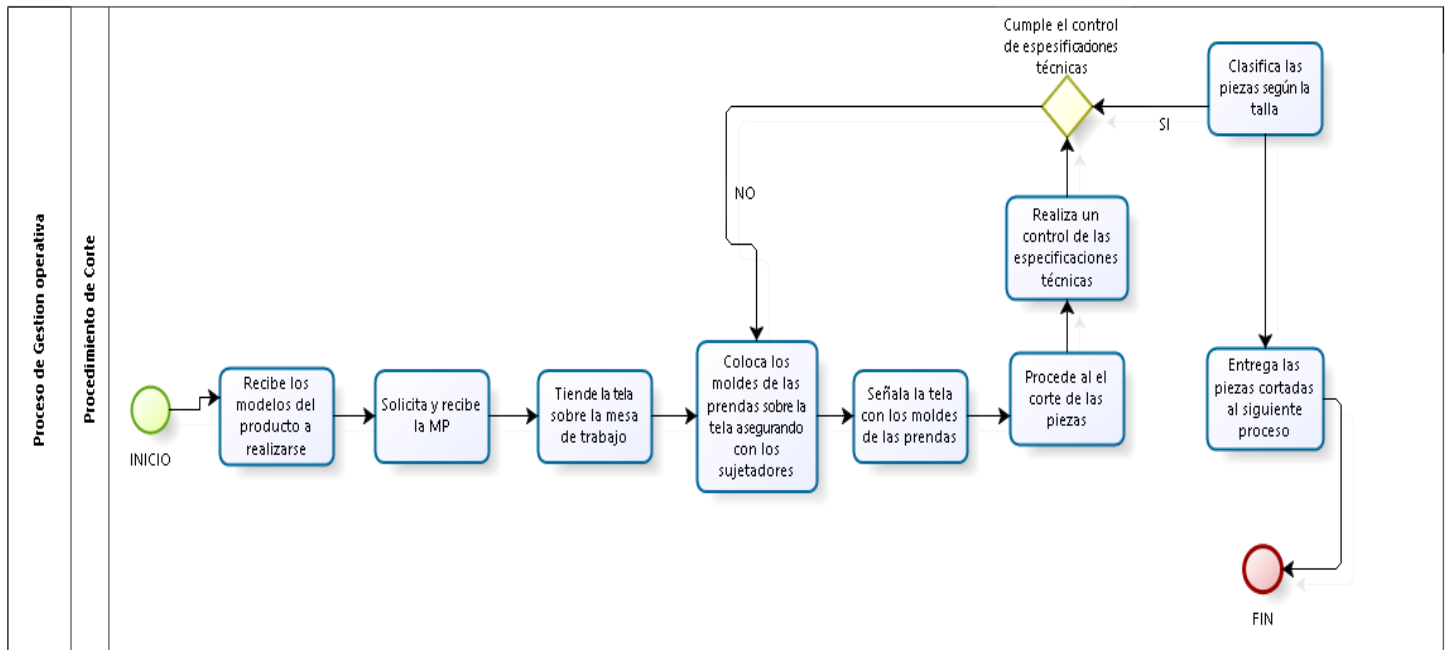 Proceso de Gestion operativa
Procedimiento de Corte
INICIO
Recibe los
modelos del
producto a
realizarse
Solicita y recibe
la MP
Tiende la tela
sobre la mesa
de trabajo
Coloca los
moldes de las
prendas sobre la
tela asegurando
con los
sujetadores
Señala la tela
con los moldes
de las prendas
Procede al el
corte de las
piezas
Realiza un
control de las
especificaciones
técnicas
Cumple el control
de espesificaciones
técnicas
NO
SI
Clasifica las
piezas según la
talla
Entrega las
piezas cortadas
al siguiente
proceso
FIN